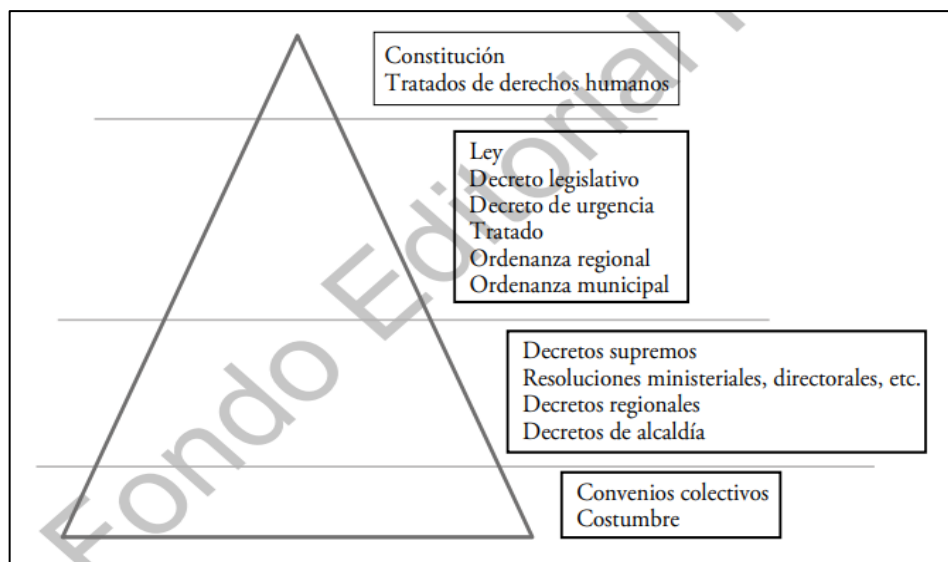 Constitución
Tratados de derechos humanos
Ley
Decreto legislativo
Decreto de urgencia
Tratado
Ordenanza regional
Ordenanza municipal
Decretos supremos
Resoluciones ministeriales, directorales, etc.
Decretos regionales
Decretos de alcaldía
Convenios colectivos
Costumbre
Fondo Editorial